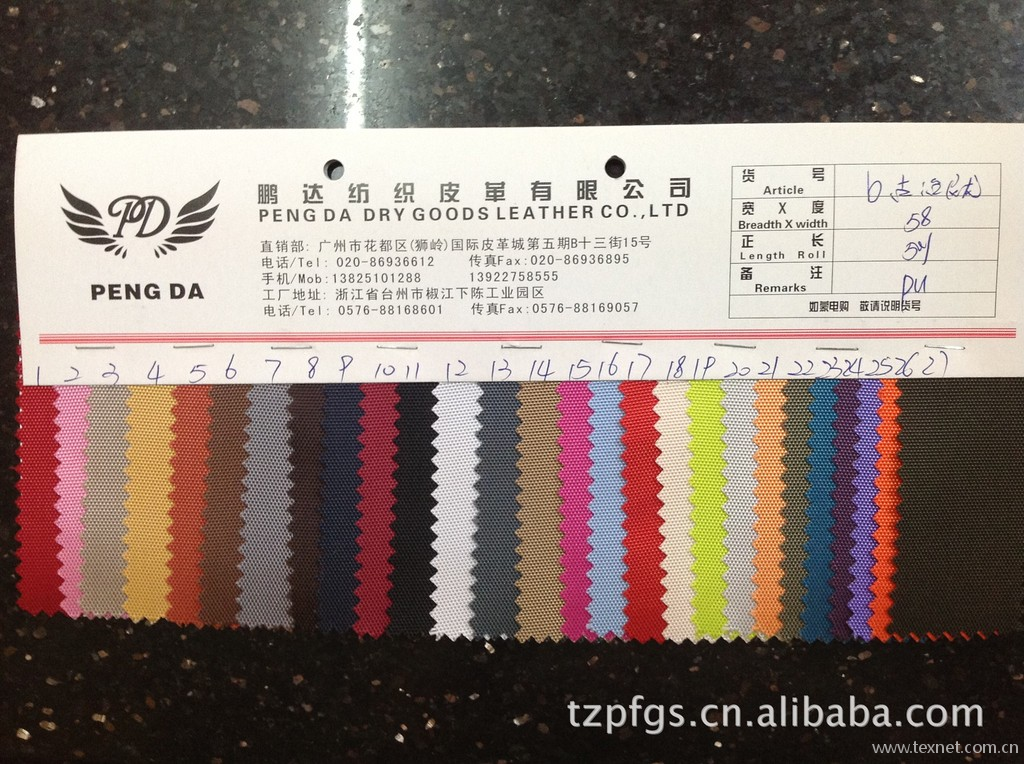 PD
PENG DA
鹏达纺织皮革有限公司
PENG DA DRY GOODS LEATHER CO.,LTD
直销部: 广州市花都区(狮岭)国际皮革城第五期B十三街15号
电话/Tel: 020-86936612 传真Fax:020-86936895
手机/Mob:13825101288 13922758555
工厂地址: 浙江省台州市椒江下陈工业园区
电话/Tel: 0576-88168601 传真Fax:0576-88169057
货号 Article
宽X度 Breadth X width 58
正长 Length Roll
备注 Remarks PU
如蒙电购 敬请说明货号
1 2 3 4 5 6 7 8 9 10 11 12 13 14 15 16 17 18 19 20 21 22 23 24 25 26 27
tzpfgs.cn.alibaba.com
www.texnet.com.cn